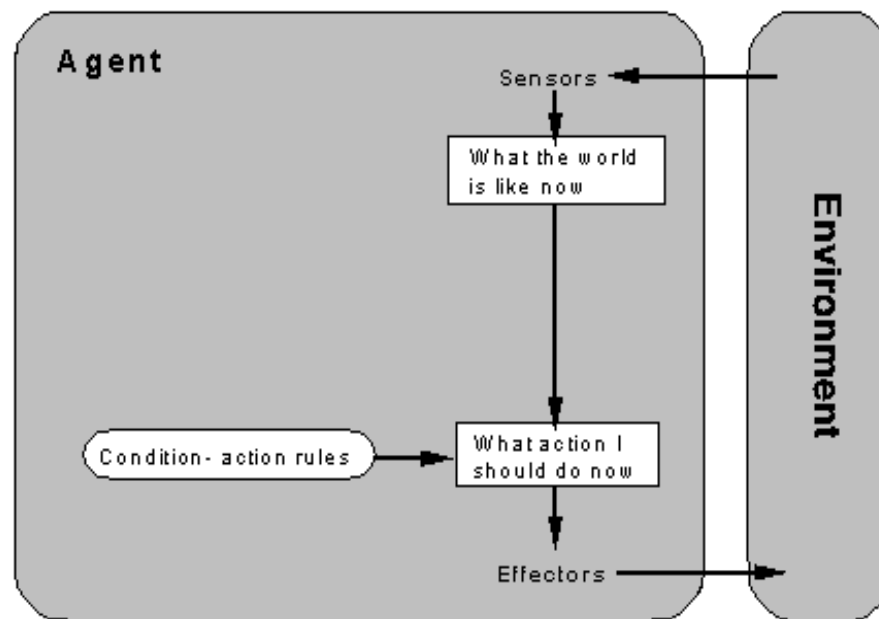 Agent
Sensors
What the world
is like now
Environment
Condition- action rules
What action I
should do now
Effectors